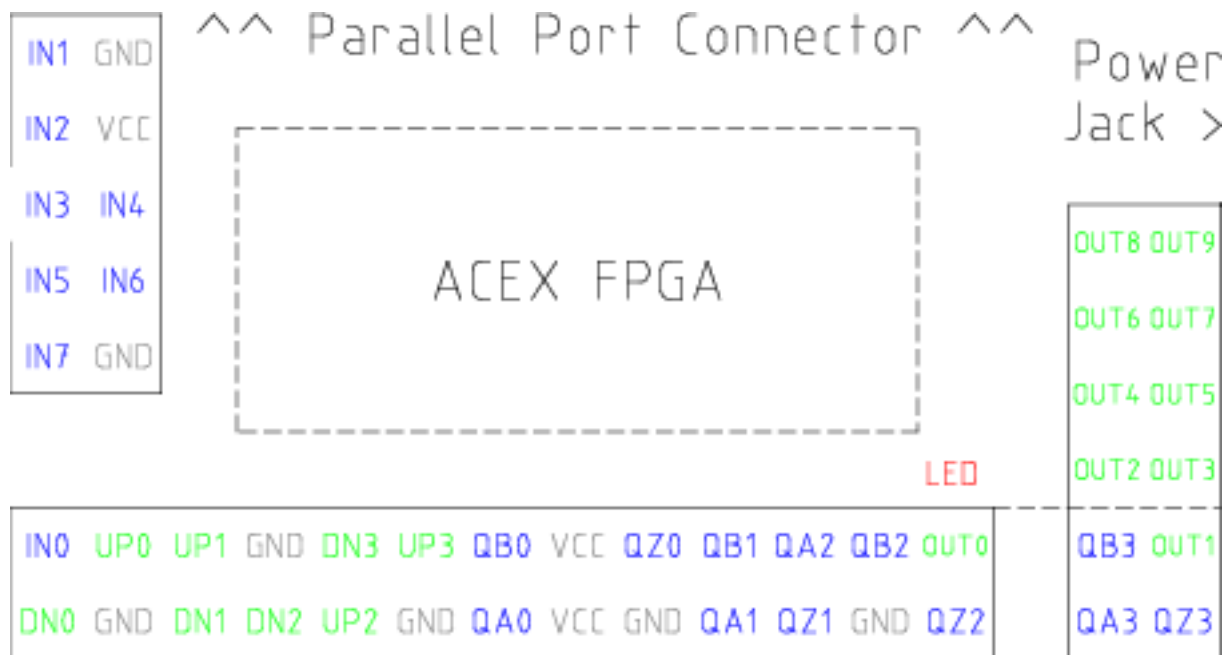 ^^ Parallel Port Connector ^^
Power
Jack >
IN1 GND
IN2 VCC
IN3 IN4
IN5 IN6
IN7 GND
ACEX FPGA
OUT8 OUT9
OUT6 OUT7
OUT4 OUT5
OUT2 OUT3
LED
IN0 UP0 UP1 GND DN3 UP3 QB0 VCC QZ0 QB1 QA2 QB2 OUT0
DN0 GND DN1 DN2 UP2 GND QA0 VCC GND QA1 QZ1 GND QZ2
QB3 OUT1
QA3 QZ3